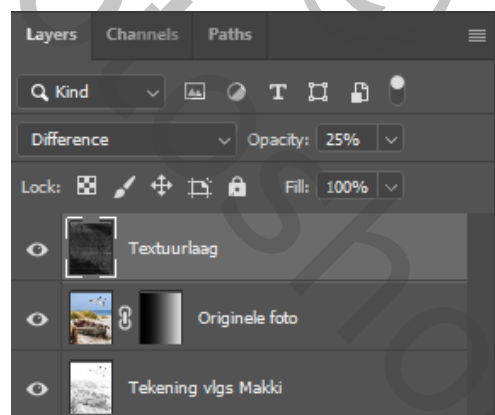 Layers Channels Paths
Kind T
Difference Opacity: 25%
Lock: Fill: 100%
Textuurlaag
Originele foto
Tekening vlgs Makki